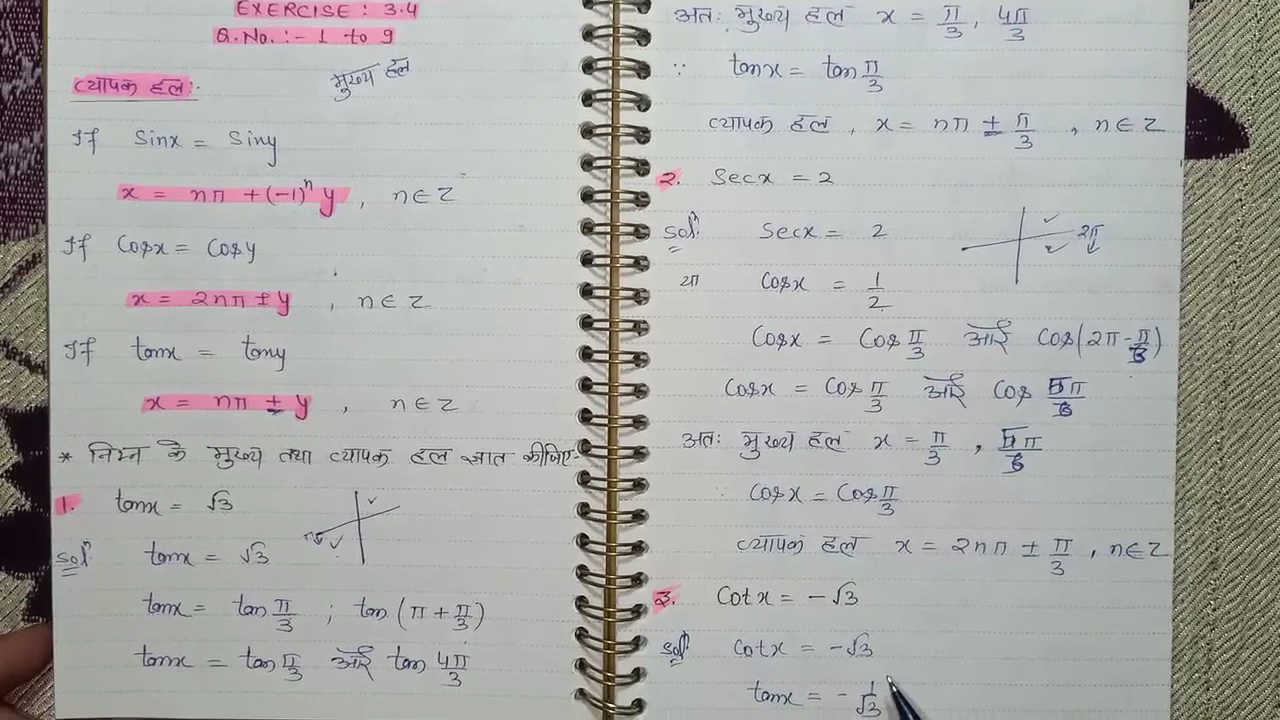 EXERCISE : 3.4
Q. No. :- 1 to 9
व्यापक हल :-
मुख्य हल
If Sinx = Siny
x = nπ + (-1)ⁿ y , n ∈ Z
If Cosx = Cosy
x = 2nπ ± y , n ∈ Z
If tanx = tany
x = nπ ± y , n ∈ Z
* निम्न के मुख्य तथा व्यापक हल ज्ञात कीजिए:-
1. tanx = √3
solⁿ tanx = √3
tanx = tan π/3 ; tan (π + π/3)
tanx = tan π/3 और tan 4π/3
अतः मुख्य हल x = π/3 , 4π/3
∵ tanx = tan π/3
व्यापक हल , x = nπ ± π/3 , n ∈ Z
2. Secx = 2
solⁿ Secx = 2
2π
या Cosx = 1/2
Cosx = Cos π/3 और Cos(2π - π/3)
Cosx = Cos π/3 और Cos 5π/3
अतः मुख्य हल x = π/3 , 5π/3
Cosx = Cos π/3
व्यापक हल x = 2nπ ± π/3 , n ∈ Z
3. Cotx = -√3
solⁿ Cotx = -√3
tanx = - 1/√3